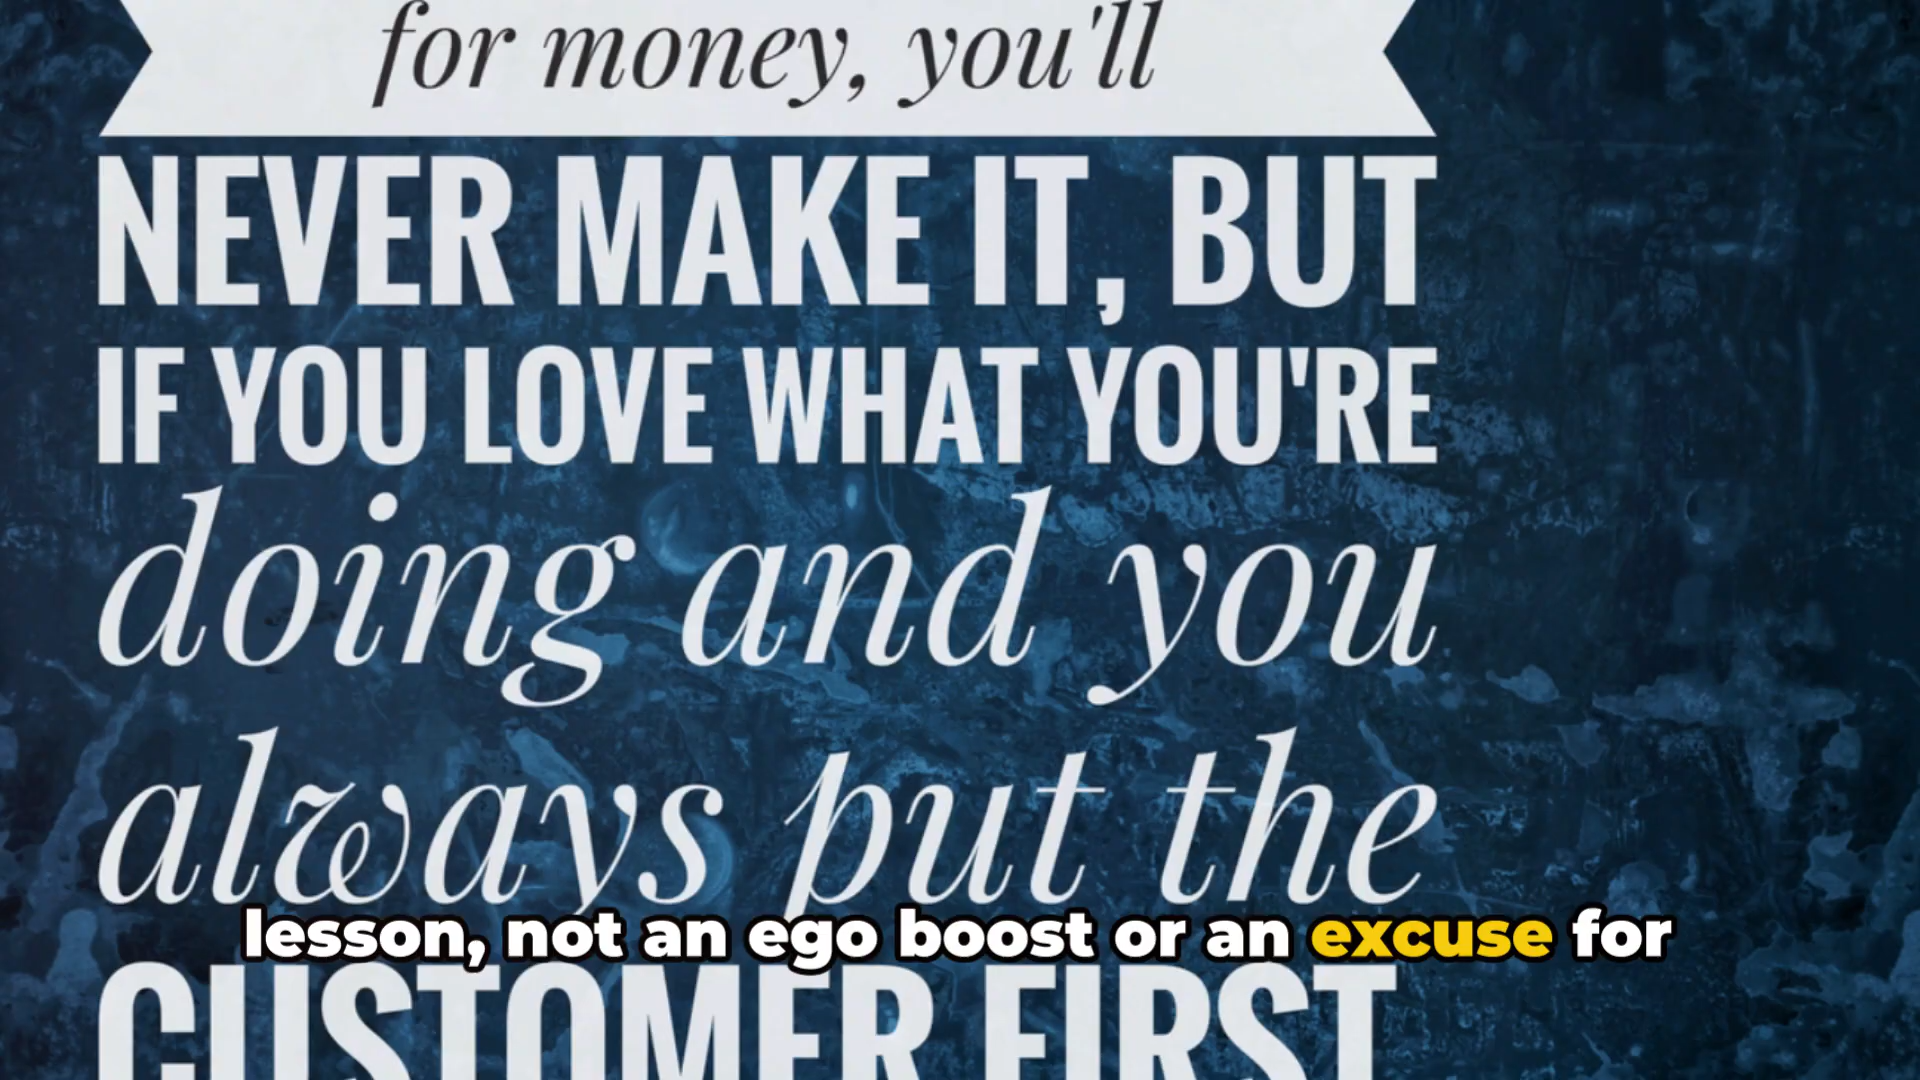 for money, you'll
NEVER MAKE IT, BUT
IF YOU LOVE WHAT YOU'RE
doing and you
always put the
lesson, not an ego boost or an excuse for
CUSTOMER FIRST